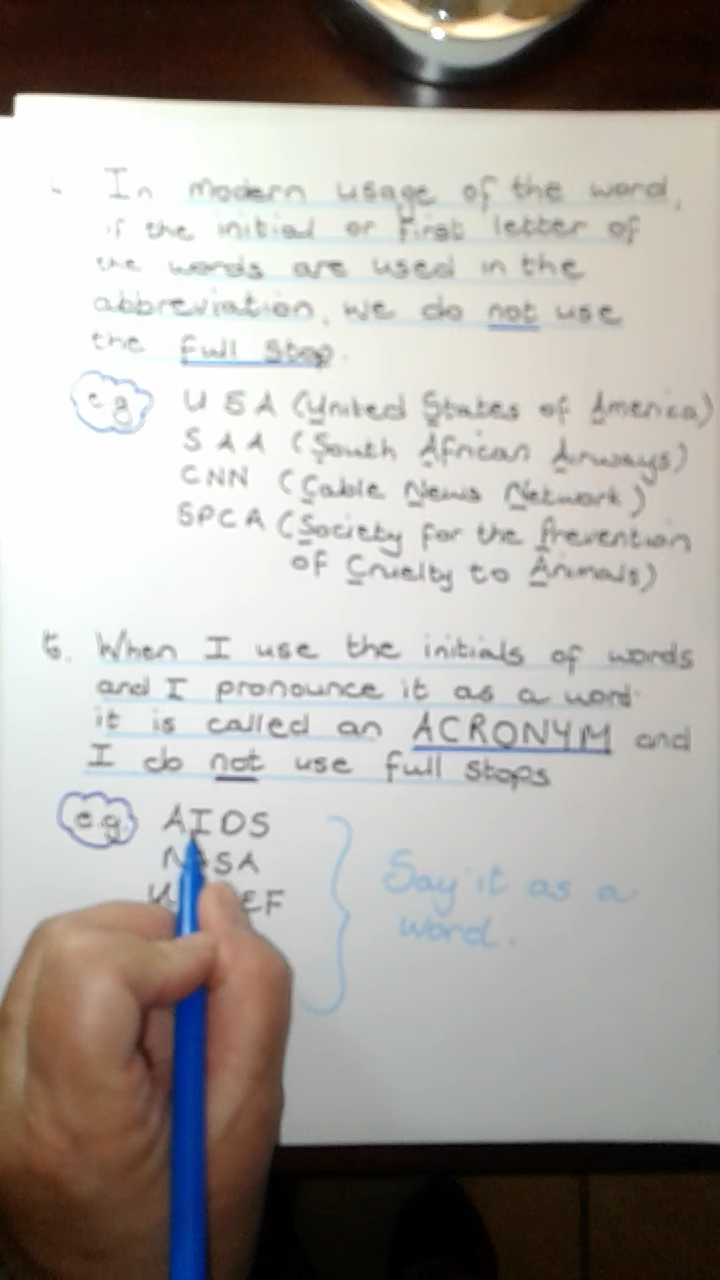 In modern usage of the word,
if the initial or first letter of
the words are used in the
abbreviation, we do not use
the full stop.
e.g USA (United States of America)
SAA (South African Airways)
CNN (Cable News Network)
SPCA (Society for the Prevention
of Cruelty to Animals)
5. When I use the initials of words
and I pronounce it as a word
it is called an ACRONYM and
I do not use full stops
e.g. AIDS
SA
EF
Say it as a
word.